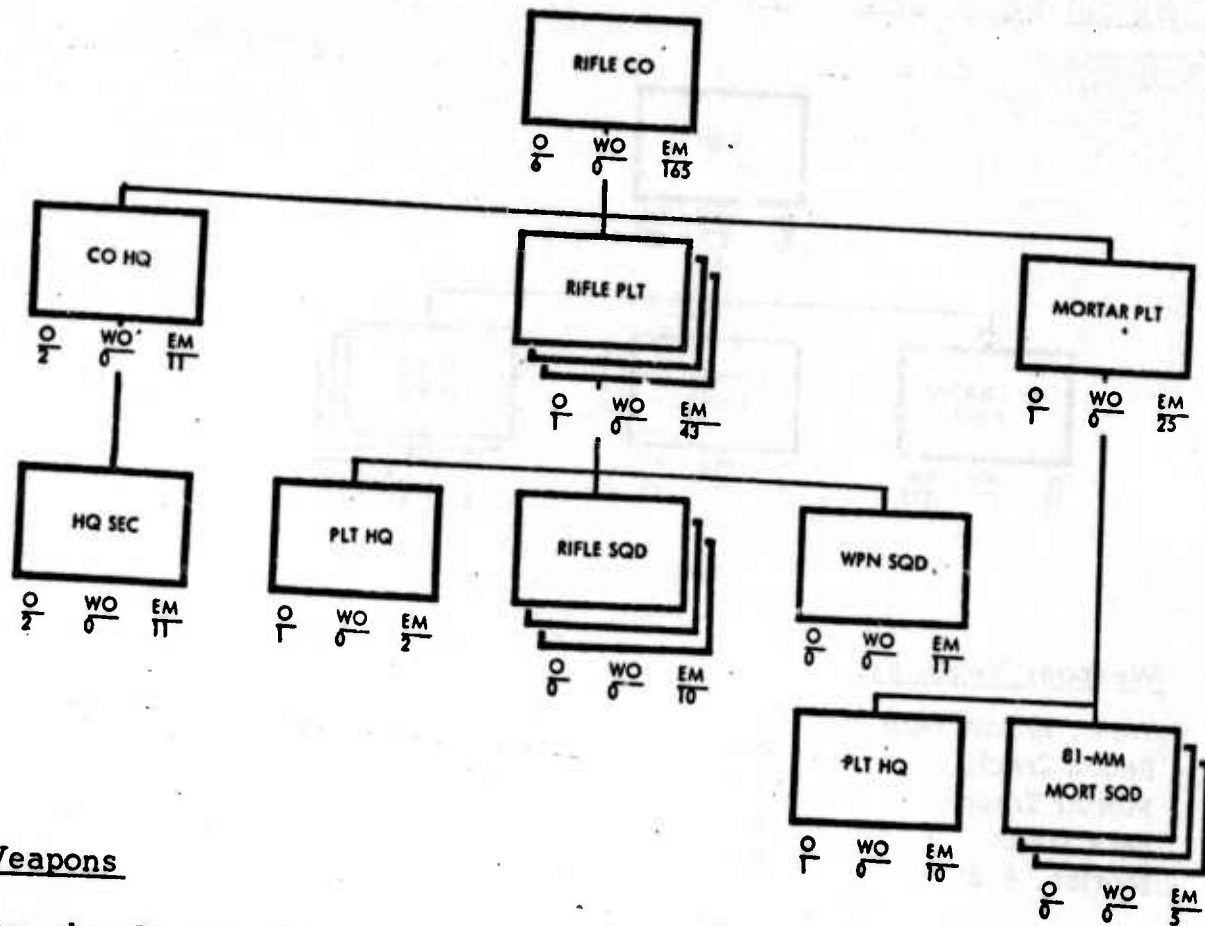 RIFLE CO
O WO EM
6 0 165
CO HQ
O WO EM
2 0 11
RIFLE PLT
O WO EM
1 0 43
MORTAR PLT
O WO EM
1 0 25
HQ SEC
O WO EM
2 0 11
PLT HQ
O WO EM
1 0 2
RIFLE SQD
O WO EM
0 0 10
WPN SQD
O WO EM
0 0 11
PLT HQ
O WO EM
1 0 10
81-MM
MORT SQD
O WO EM
0 0 5
Weapons